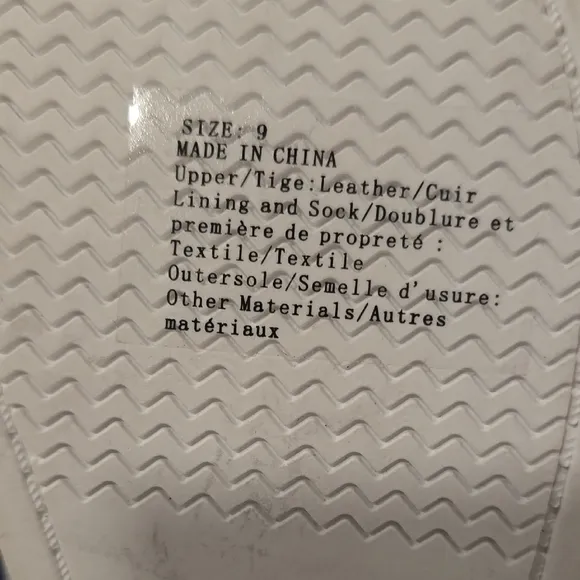 SIZE: 9
MADE IN CHINA
Upper/Tige:Leather/Cuir
Lining and Sock/Doublure et
première de propreté :
Textile/Textile
Outersole/Semelle d'usure:
Other Materials/Autres
matériaux